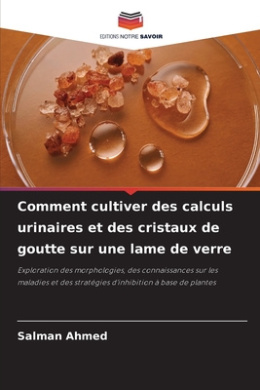 EDITIONS NOTRE SAVOIR
Comment cultiver des calculs
urinaires et des cristaux de
goutte sur une lame de verre
Exploration des morphologies, des connaissances sur les
maladies et des stratégies d'inhibition à base de plantes
Salman Ahmed